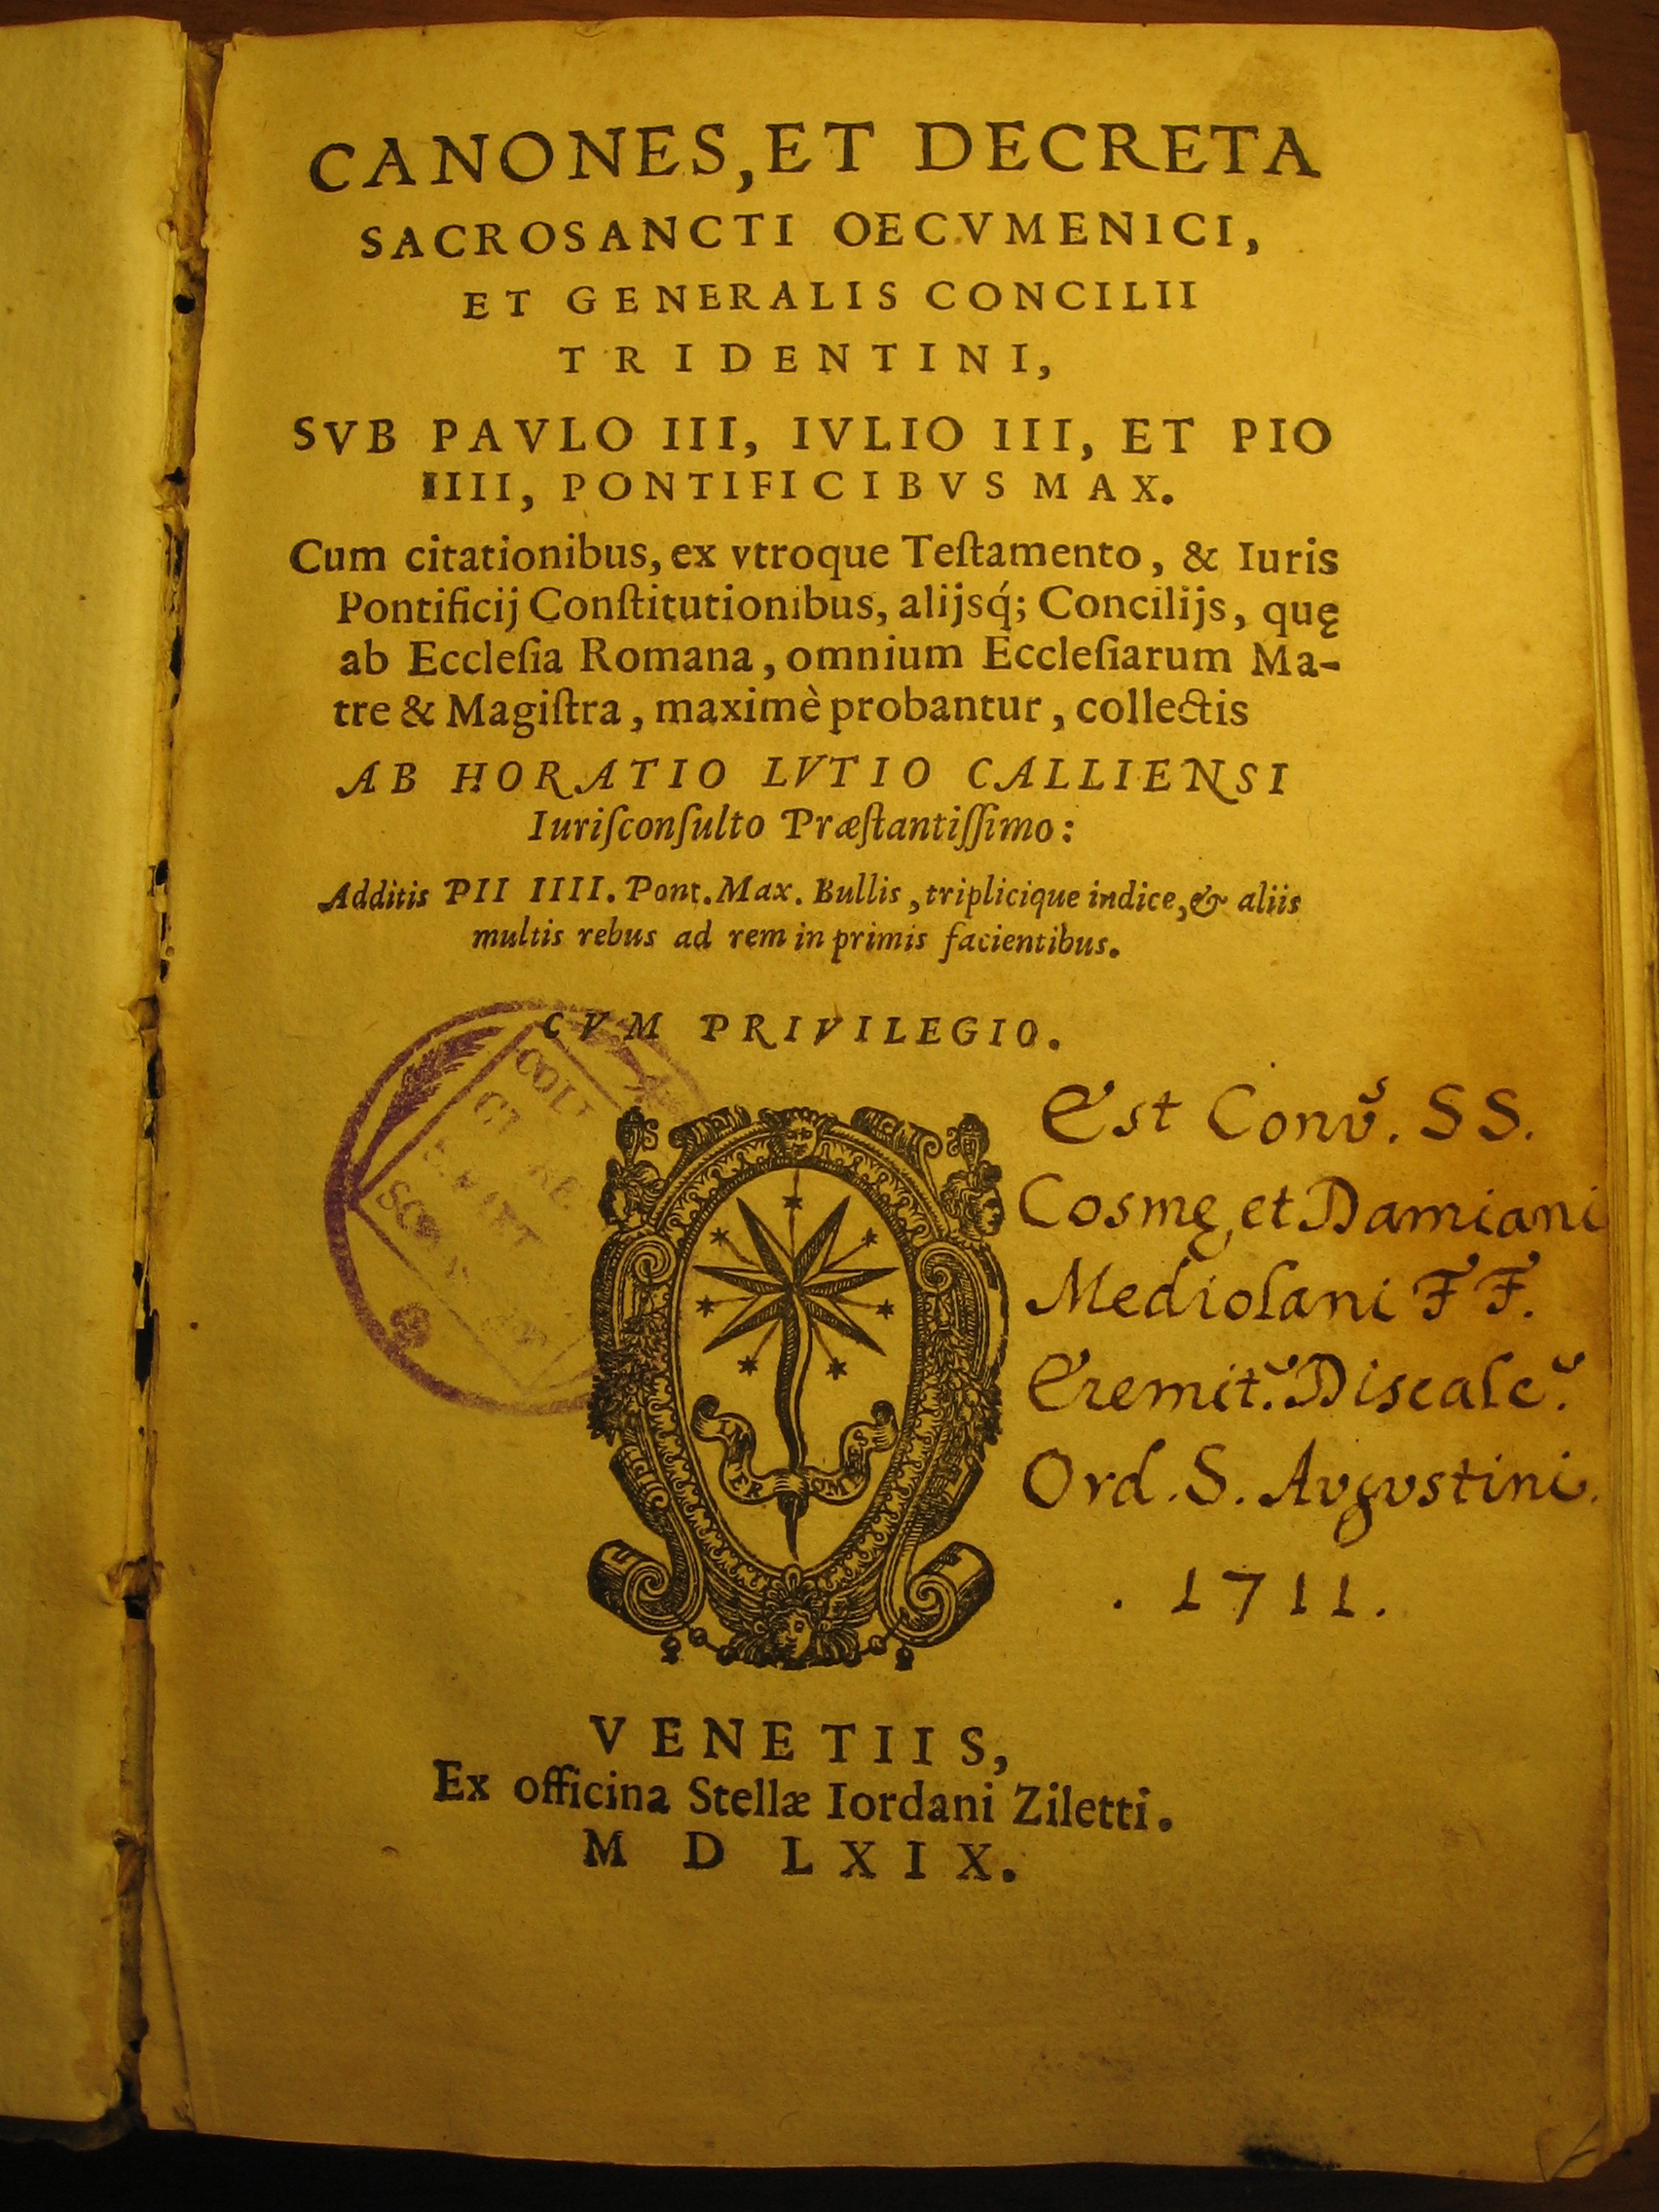 CANONES, ET DECRETA
SACROSANCTI OECVMENICI,
ET GENERALIS CONCILII
TRIDENTINI,
SVB PAVLO III, IVLIO III, ET PIO
IIII, PONTIFICIBVS MAX.
Cum citationibus, ex vtroque Teſtamento, & Iuris
Pontificij Conſtitutionibus, alijsq́; Concilijs, quę
ab Eccleſia Romana, omnium Eccleſiarum Ma-
tre & Magiſtra, maximè probantur, collectis
AB HORATIO LVTIO CALLIENSI
Iuriſconſulto Præſtantiſſimo:
Additis PII IIII. Pont. Max. Bullis, triplicique indice, & aliis
multis rebus ad rem in primis facientibus.
CVM PRIVILEGIO.
Est Conv̄ˢ. SS.
Cosmę et Damiani
Mediolani FF.
Eremit. Discalc.
Ord. S. Avgvstini.
. 1711.
VENETIIS,
Ex officina Stellæ Iordani Ziletti.
M D LXIX.